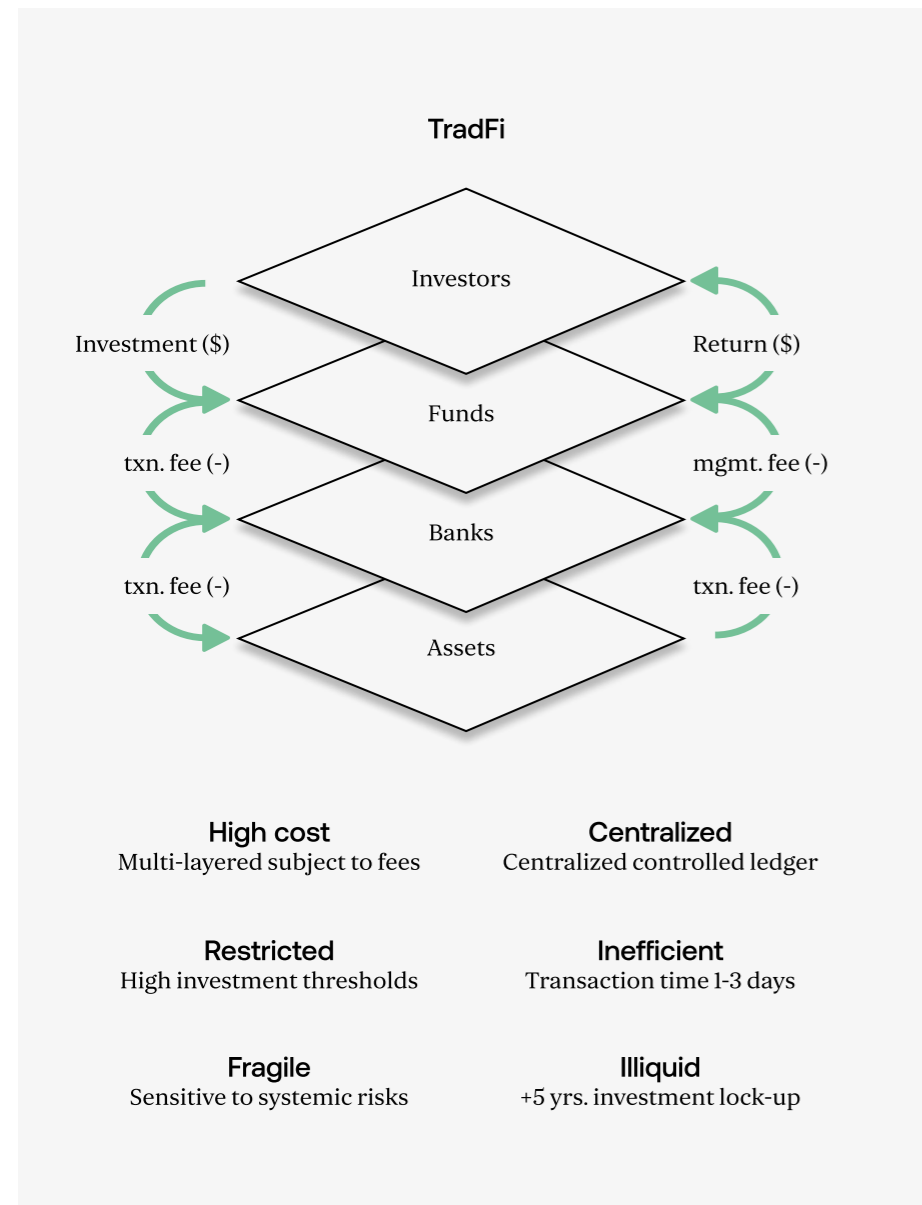 TradFi
Investors
Investment ($)
Return ($)
Funds
txn. fee (-)
mgmt. fee (-)
Banks
txn. fee (-)
txn. fee (-)
Assets
High cost
Multi-layered subject to fees
Centralized
Centralized controlled ledger
Restricted
High investment thresholds
Inefficient
Transaction time 1-3 days
Fragile
Sensitive to systemic risks
Illiquid
+5 yrs. investment lock-up